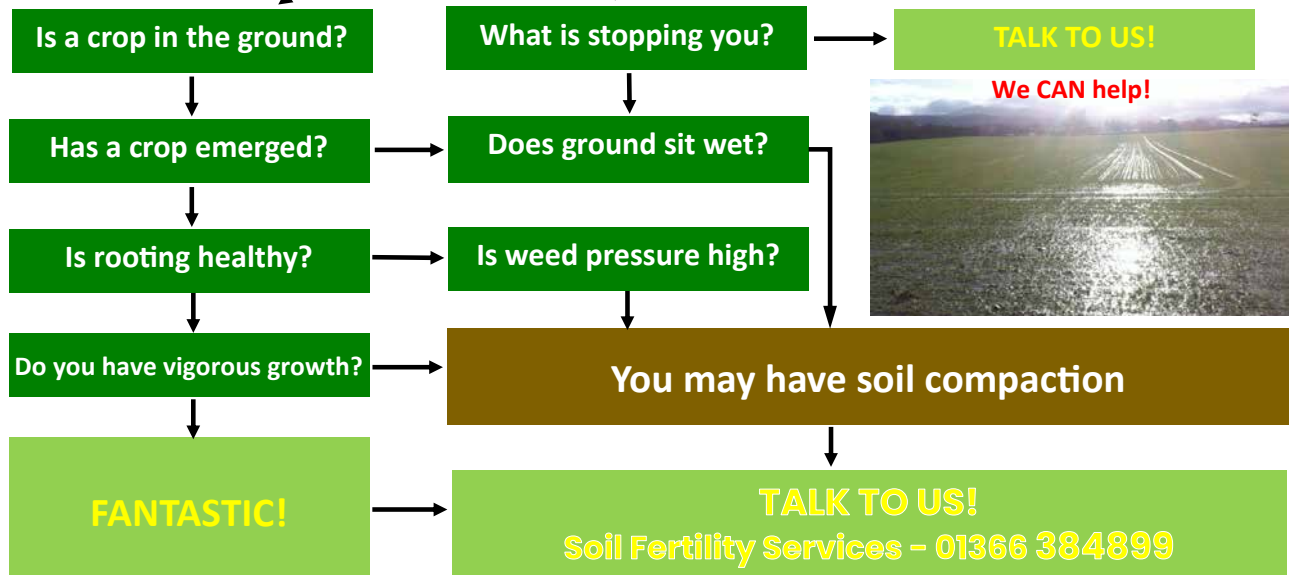 Is a crop in the ground?
What is stopping you?
TALK TO US!
We CAN help!
Has a crop emerged?
Does ground sit wet?
Is rooting healthy?
Is weed pressure high?
Do you have vigorous growth?
You may have soil compaction
FANTASTIC!
TALK TO US!
Soil Fertility Services - 01366 384899